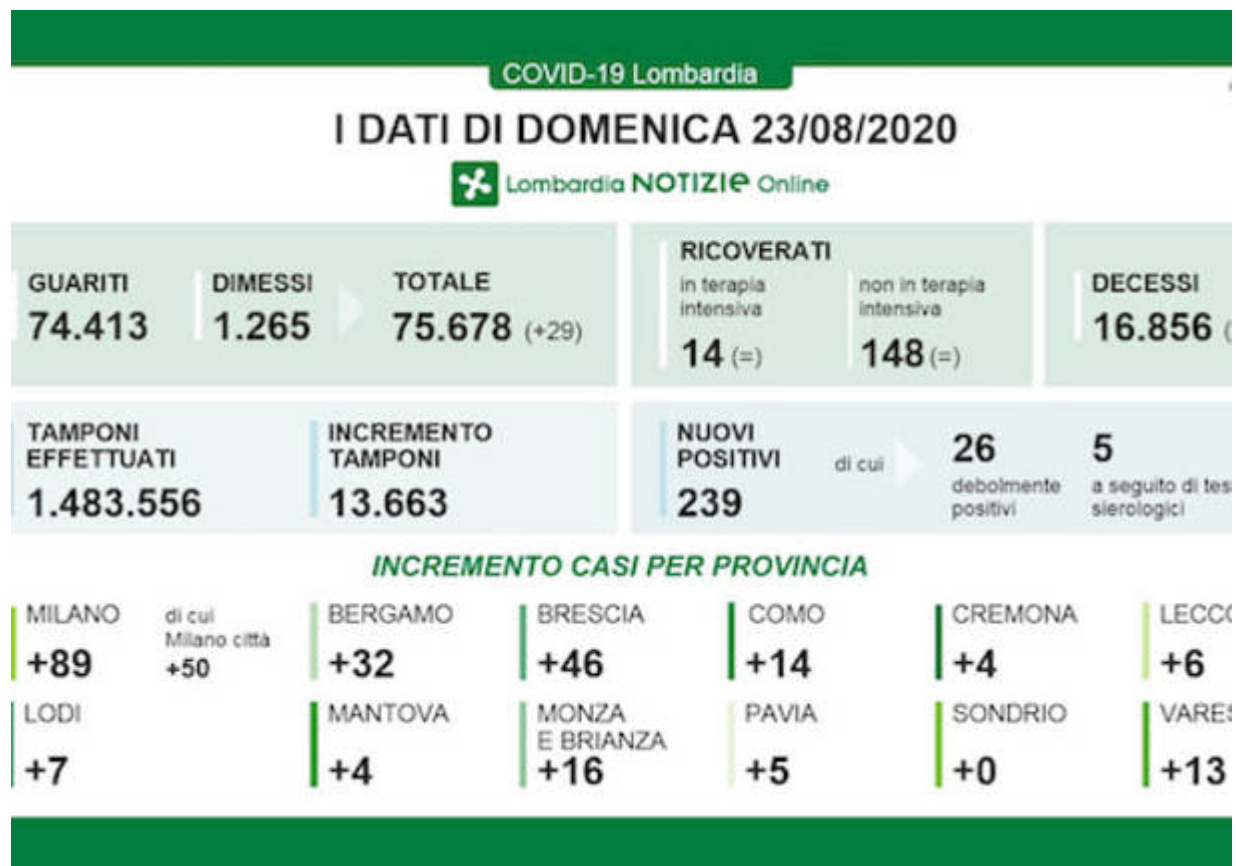 COVID-19 Lombardia
I DATI DI DOMENICA 23/08/2020
Lombardia NOTIZIE Online
GUARITI
74.413
DIMESSI
1.265
TOTALE
75.678 (+29)
RICOVERATI
in terapia
intensiva
14 (=)
non in terapia
intensiva
148 (=)
DECESSI
16.856 (
TAMPONI
EFFETTUATI
1.483.556
INCREMENTO
TAMPONI
13.663
NUOVI
POSITIVI
239
di cui
26
debolmente
positivi
5
a seguito di tes
sierologici
INCREMENTO CASI PER PROVINCIA
MILANO
+89
di cui
Milano città
+50
BERGAMO
+32
BRESCIA
+46
COMO
+14
CREMONA
+4
LECCO
+6
LODI
+7
MANTOVA
+4
MONZA
E BRIANZA
+16
PAVIA
+5
SONDRIO
+0
VARES
+13